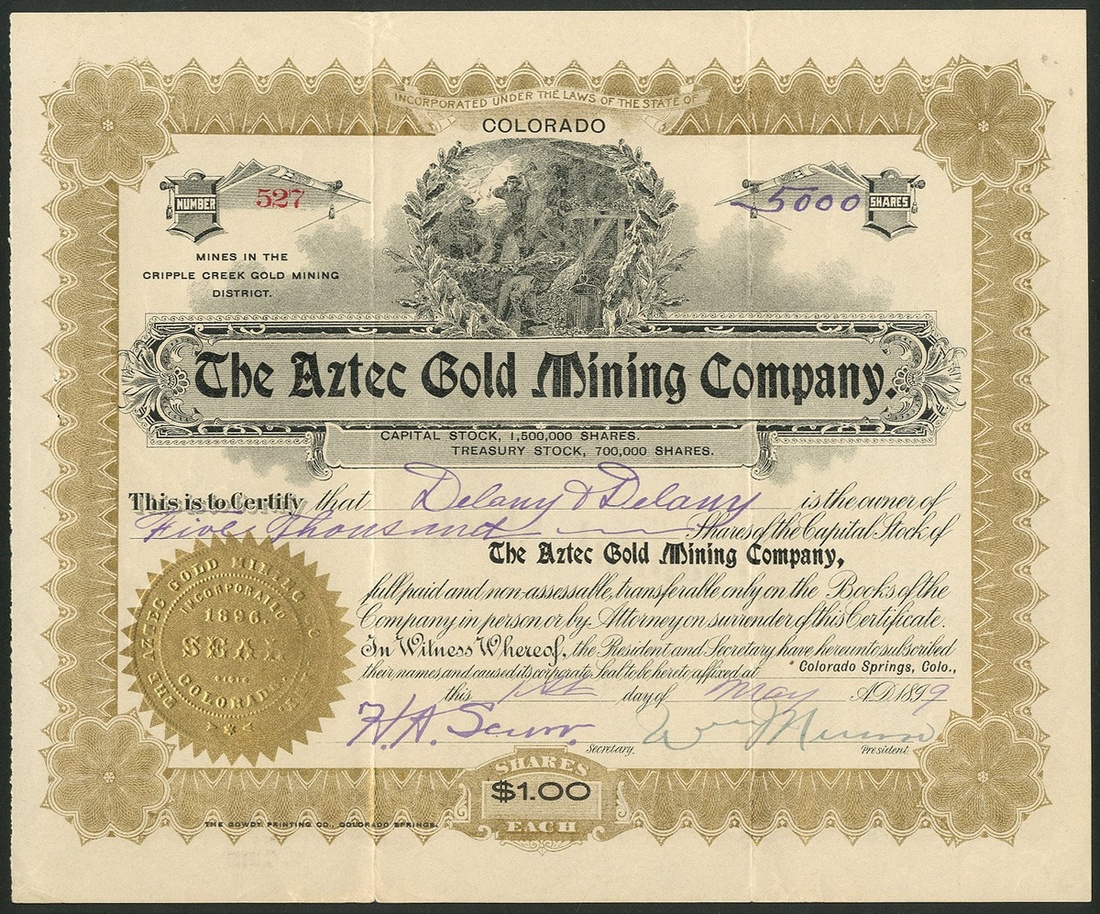 INCORPORATED UNDER THE LAWS OF THE STATE OF
COLORADO
NUMBER 527
5000 SHARES
MINES IN THE
CRIPPLE CREEK GOLD MINING
DISTRICT.
The Aztec Gold Mining Company.
CAPITAL STOCK, 1,500,000 SHARES.
TREASURY STOCK, 700,000 SHARES.
This is to Certify that Delany & Delany is the owner of
Five Thousand Shares of the Capital Stock of
The Aztec Gold Mining Company,
full paid and non-assessable, transferable only on the Books of the
Company in person or by Attorney on surrender of this Certificate.
In Witness Whereof, the President and Secretary have hereunto subscribed
their names and caused its corporate Seal to be hereto affixed at Colorado Springs, Colo.,
this 1st day of May A.D. 1899
H. A.
Secretary. President.
THE AZTEC GOLD MINING
INCORPORATED
1896.
SEAL
COLORADO
SHARES
$1.00
EACH
THE GOWDY PRINTING CO., COLORADO SPRINGS.